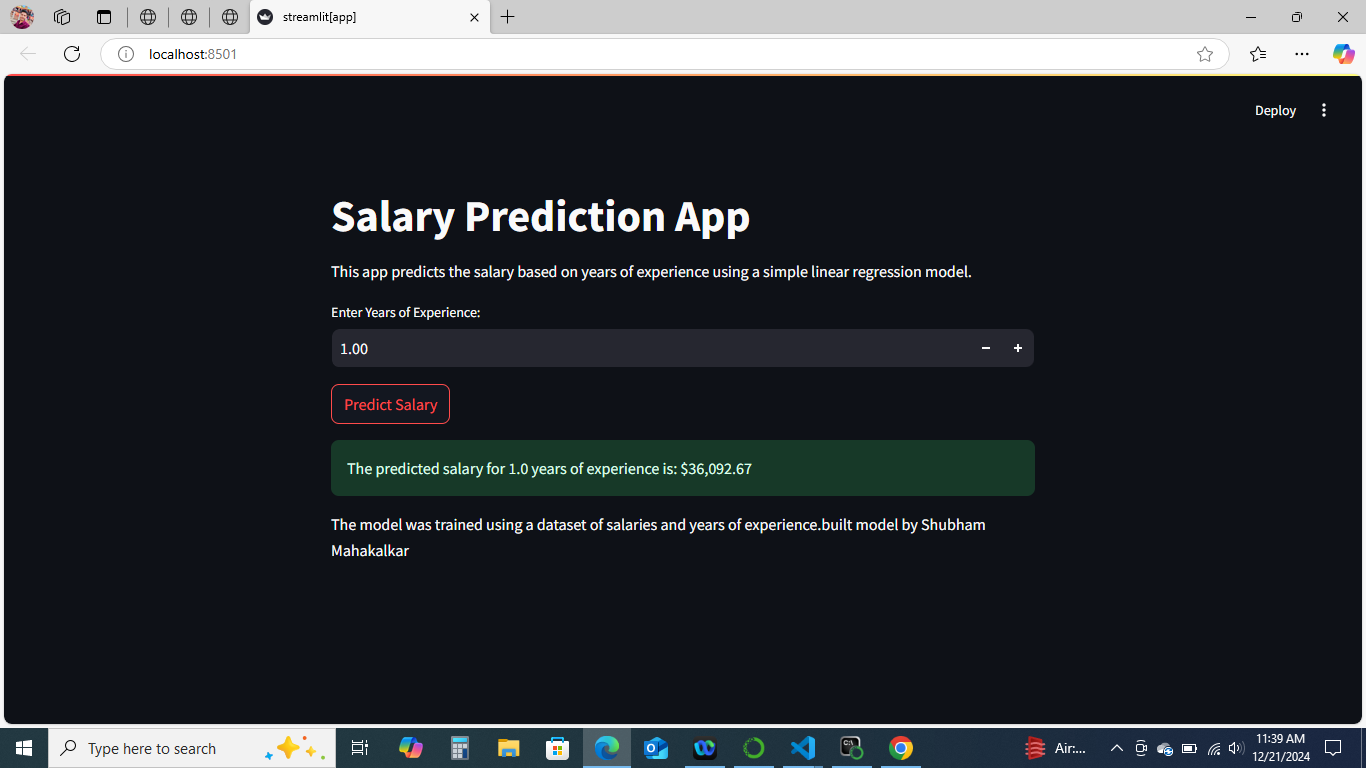 streamlit[app]
localhost:8501
Deploy
Salary Prediction App
This app predicts the salary based on years of experience using a simple linear regression model.
Enter Years of Experience:
1.00
Predict Salary
The predicted salary for 1.0 years of experience is: $36,092.67
The model was trained using a dataset of salaries and years of experience.built model by Shubham
Mahakalkar
Type here to search
Air:...
11:39 AM
12/21/2024